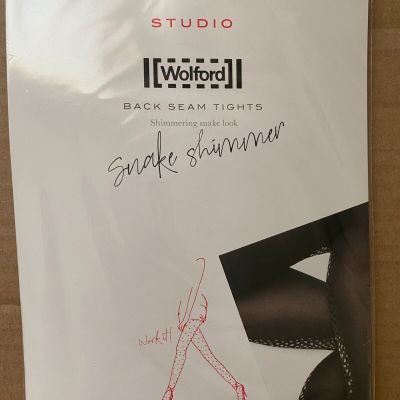 STUDIO
Wolford
BACK SEAM TIGHTS
Shimmering snake look
Snake shimmer
Work it!